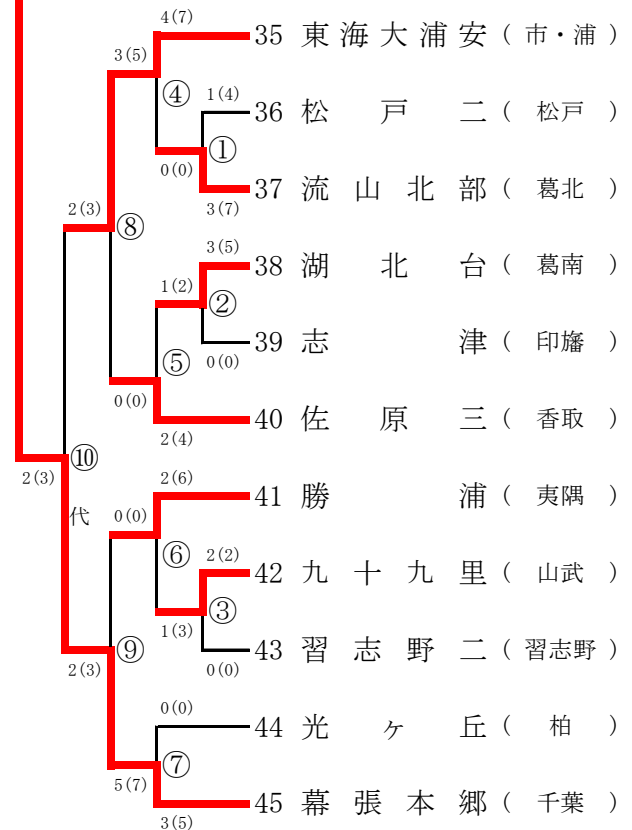 4(7)
35 東海大浦安 ( 市・浦 )
3(5)
④
1(4)
36 松戸二 ( 松戸 )
①
0(0)
37 流山北部 ( 葛北 )
3(7)
2(3)
⑧
3(5)
38 湖北台 ( 葛南 )
1(2)
②
39 志津 ( 印旛 )
⑤
0(0)
0(0)
40 佐原三 ( 香取 )
2(4)
⑩
2(3)
2(6)
41 勝浦 ( 夷隅 )
代
0(0)
⑥
2(2)
42 九十九里 ( 山武 )
③
1(3)
43 習志野二 ( 習志野 )
⑨
2(3)
0(0)
0(0)
44 光ヶ丘 ( 柏 )
⑦
5(7)
45 幕張本郷 ( 千葉 )
3(5)